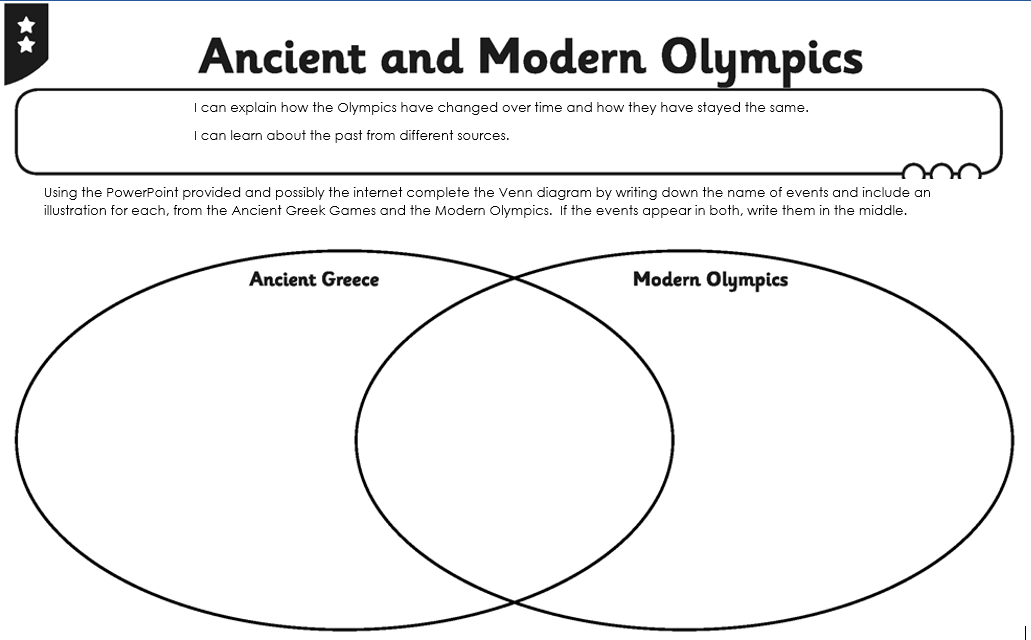 Ancient and Modern Olympics
I can explain how the Olympics have changed over time and how they have stayed the same.
I can learn about the past from different sources.
Using the PowerPoint provided and possibly the internet complete the Venn diagram by writing down the name of events and include an
illustration for each, from the Ancient Greek Games and the Modern Olympics. If the events appear in both, write them in the middle.
Ancient Greece
Modern Olympics